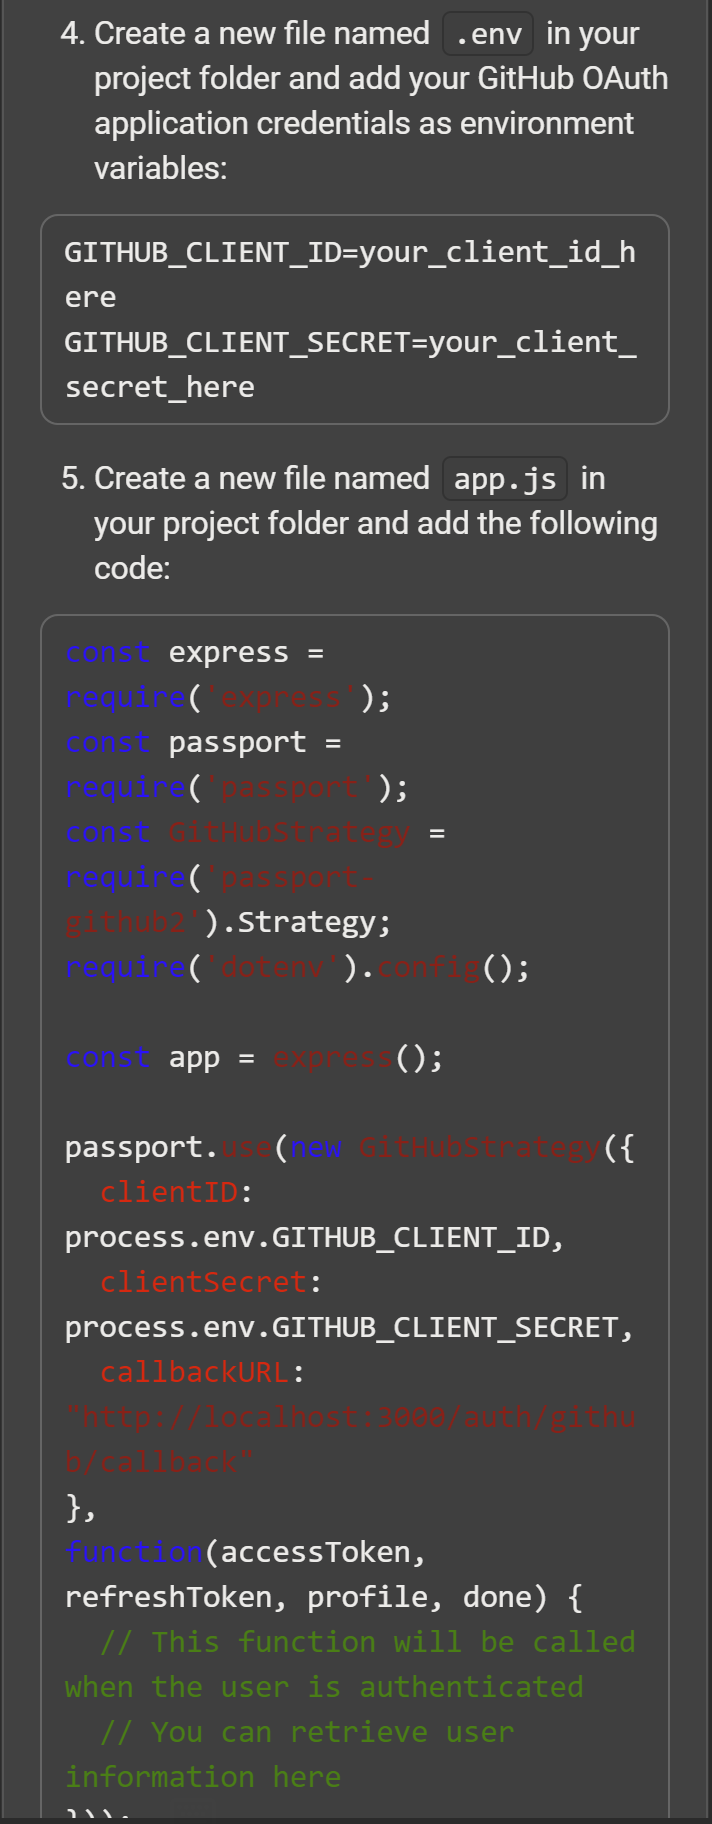 4. Create a new file named .env in your
project folder and add your GitHub OAuth
application credentials as environment
variables:
GITHUB_CLIENT_ID=your_client_id_h
ere
GITHUB_CLIENT_SECRET=your_client_
secret_here
5. Create a new file named app.js in
your project folder and add the following
code:
const express =
require('express');
const passport =
require('passport');
const GitHubStrategy =
require('passport-
github2').Strategy;
require('dotenv').config();
const app = express();
passport.use(new GitHubStrategy({
  clientID:
process.env.GITHUB_CLIENT_ID,
  clientSecret:
process.env.GITHUB_CLIENT_SECRET,
  callbackURL:
"http://localhost:3000/auth/githu
b/callback"
},
function(accessToken,
refreshToken, profile, done) {
  // This function will be called
when the user is authenticated
  // You can retrieve user
information here
}));